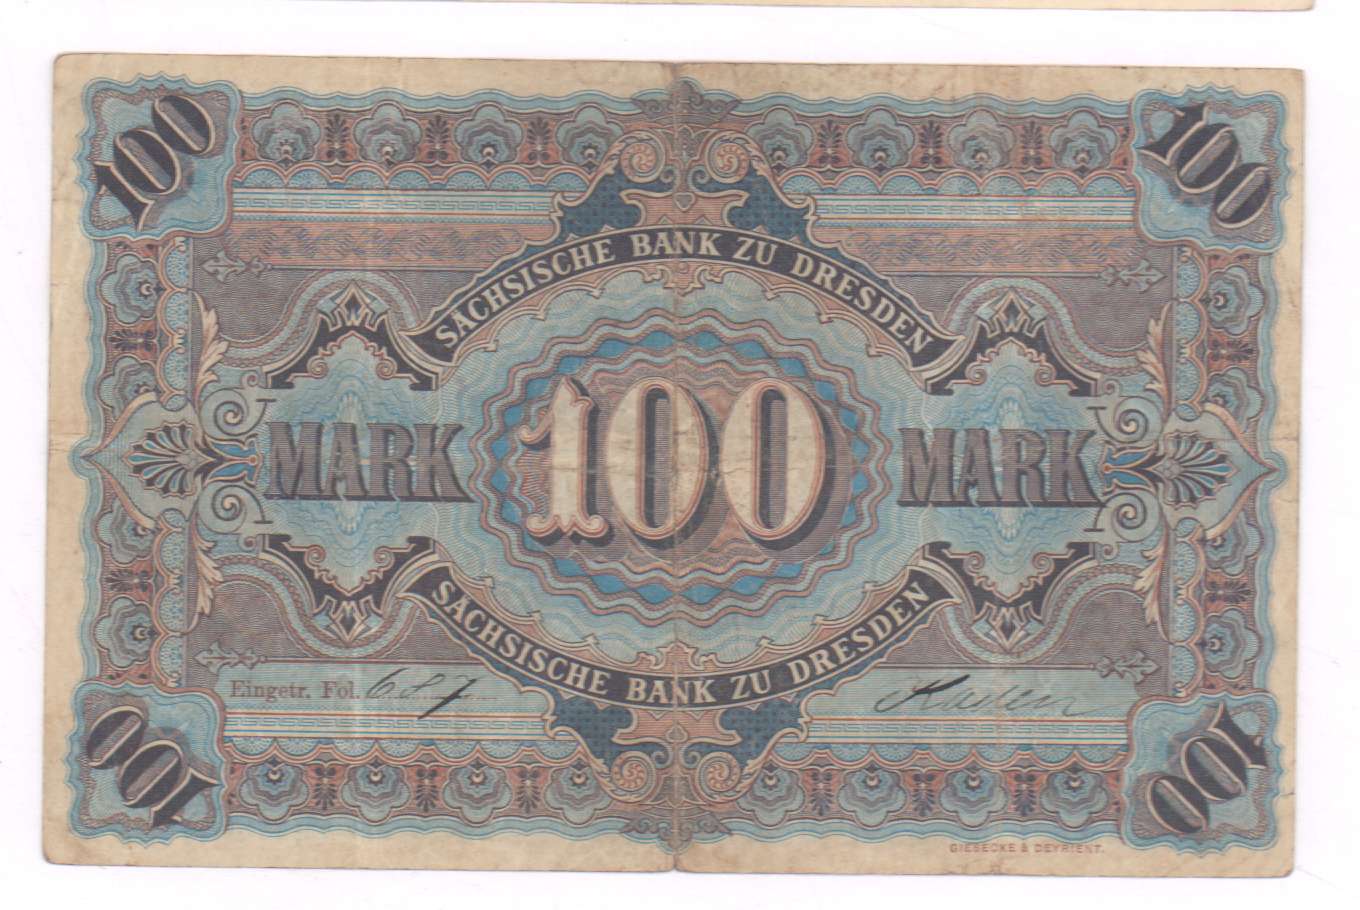 100 100
SÄCHSISCHE BANK ZU DRESDEN
MARK 100 MARK
SÄCHSISCHE BANK ZU DRESDEN
Eingetr. Fol.
100 100
GIESECKE & DEVRIENT.